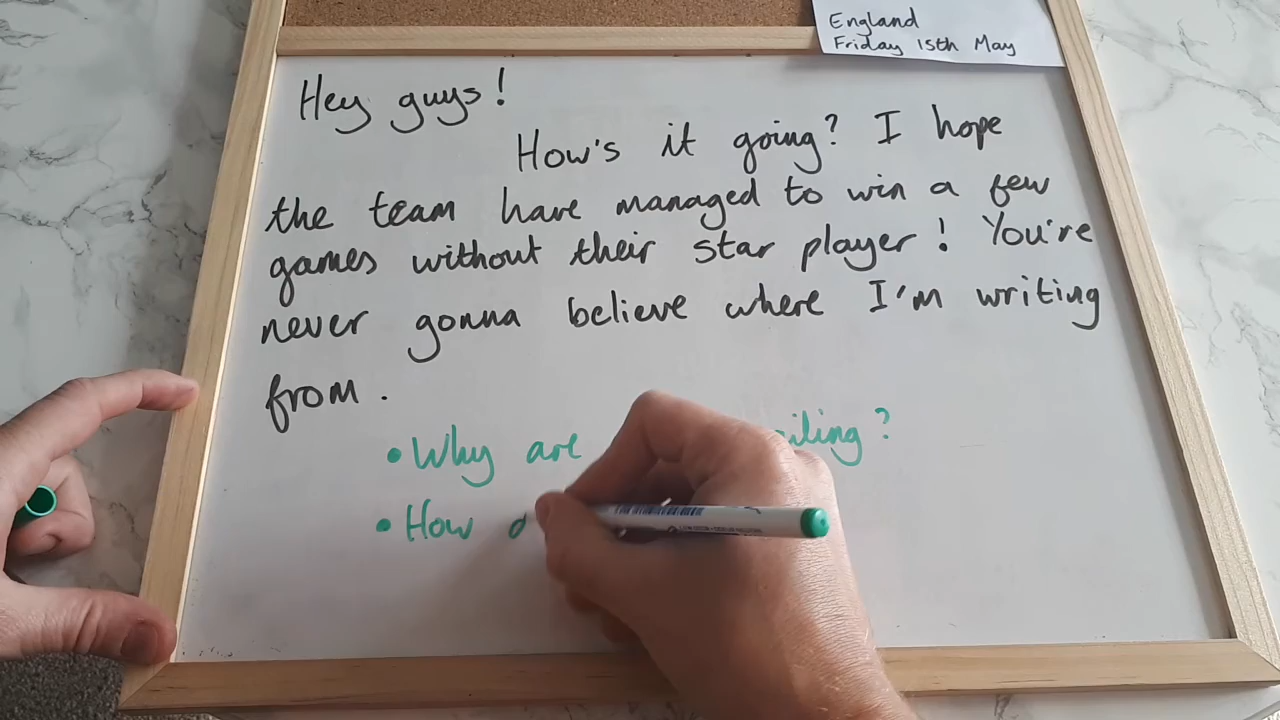 England
Friday 15th May
Hey guys!
How's it going? I hope
the team have managed to win a few
games without their star player! You're
never gonna believe where I'm writing
from.
• Why are
• How